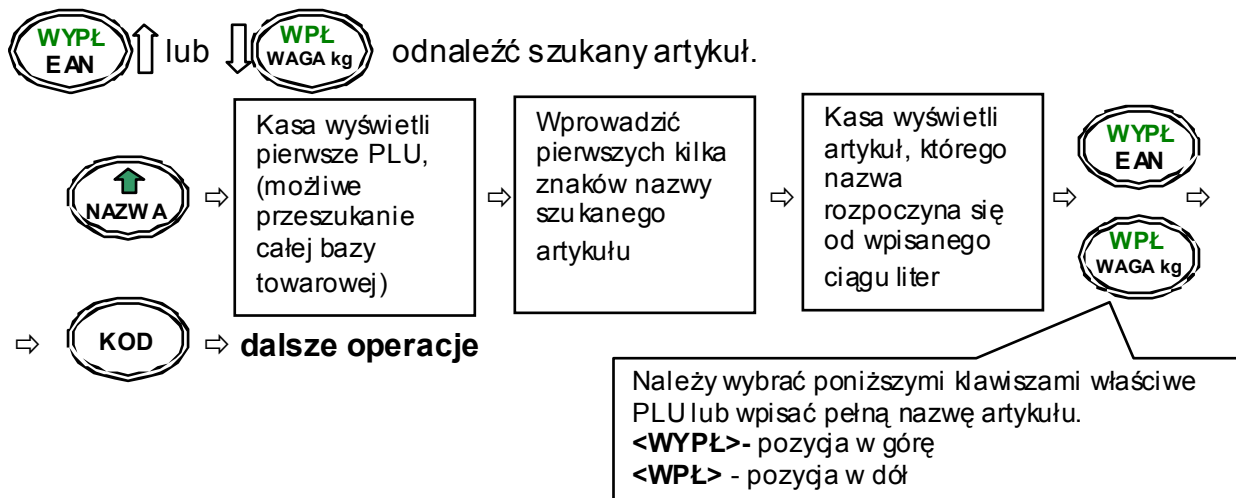 WYPŁ
EAN
lub
WPŁ
WAGA kg
odnaleźć szukany artykuł.
NAZWA
Kasa wyświetli
pierwsze PLU,
(możliwe
przeszukanie
całej bazy
towarowej)
Wprowadzić
pierwszych kilka
znaków nazwy
szukanego
artykułu
Kasa wyświetli
artykuł, którego
nazwa
rozpoczyna się
od wpisanego
ciągu liter
WYPŁ
EAN
WPŁ
WAGA kg
KOD
dalsze operacje
Należy wybrać poniższymi klawiszami właściwe
PLU lub wpisać pełną nazwę artykułu.
<WYPŁ>- pozycja w górę
<WPŁ> - pozycja w dół